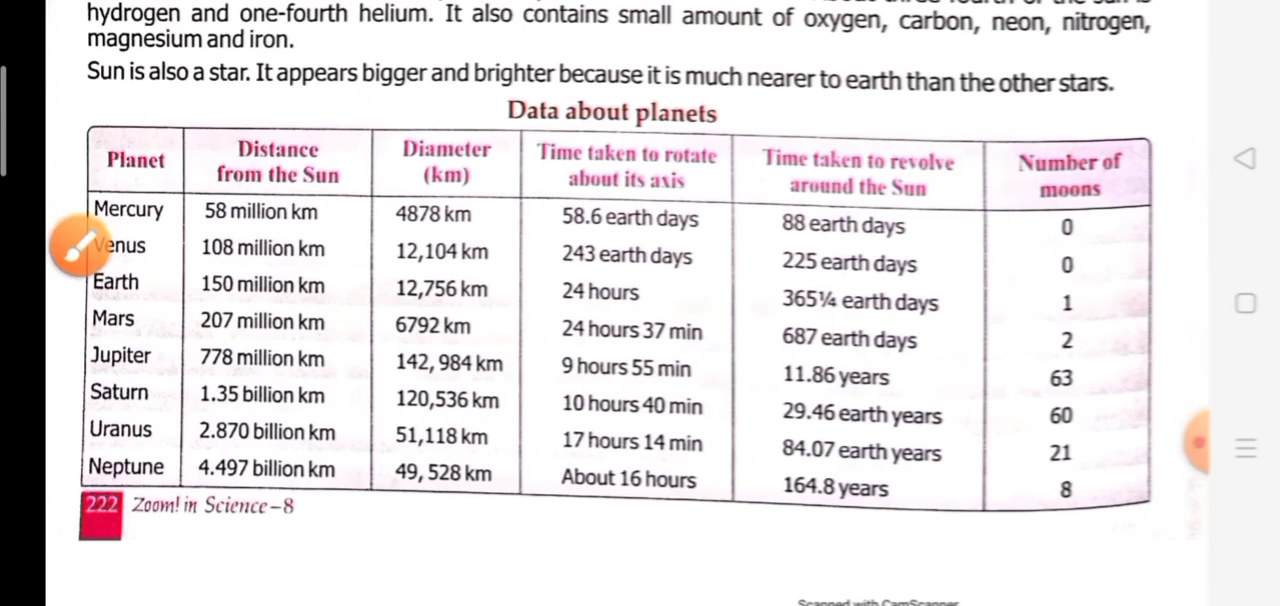 hydrogen and one-fourth helium. It also contains small amount of oxygen, carbon, neon, nitrogen,
magnesium and iron.
Sun is also a star. It appears bigger and brighter because it is much nearer to earth than the other stars.
Data about planets
Planet | Distance from the Sun | Diameter (km) | Time taken to rotate about its axis | Time taken to revolve around the Sun | Number of moons
Mercury | 58 million km | 4878 km | 58.6 earth days | 88 earth days | 0
Venus | 108 million km | 12,104 km | 243 earth days | 225 earth days | 0
Earth | 150 million km | 12,756 km | 24 hours | 365¼ earth days | 1
Mars | 207 million km | 6792 km | 24 hours 37 min | 687 earth days | 2
Jupiter | 778 million km | 142, 984 km | 9 hours 55 min | 11.86 years | 63
Saturn | 1.35 billion km | 120,536 km | 10 hours 40 min | 29.46 earth years | 60
Uranus | 2.870 billion km | 51,118 km | 17 hours 14 min | 84.07 earth years | 21
Neptune | 4.497 billion km | 49, 528 km | About 16 hours | 164.8 years | 8
222 Zoom! in Science-8
Scanned with CamScanner